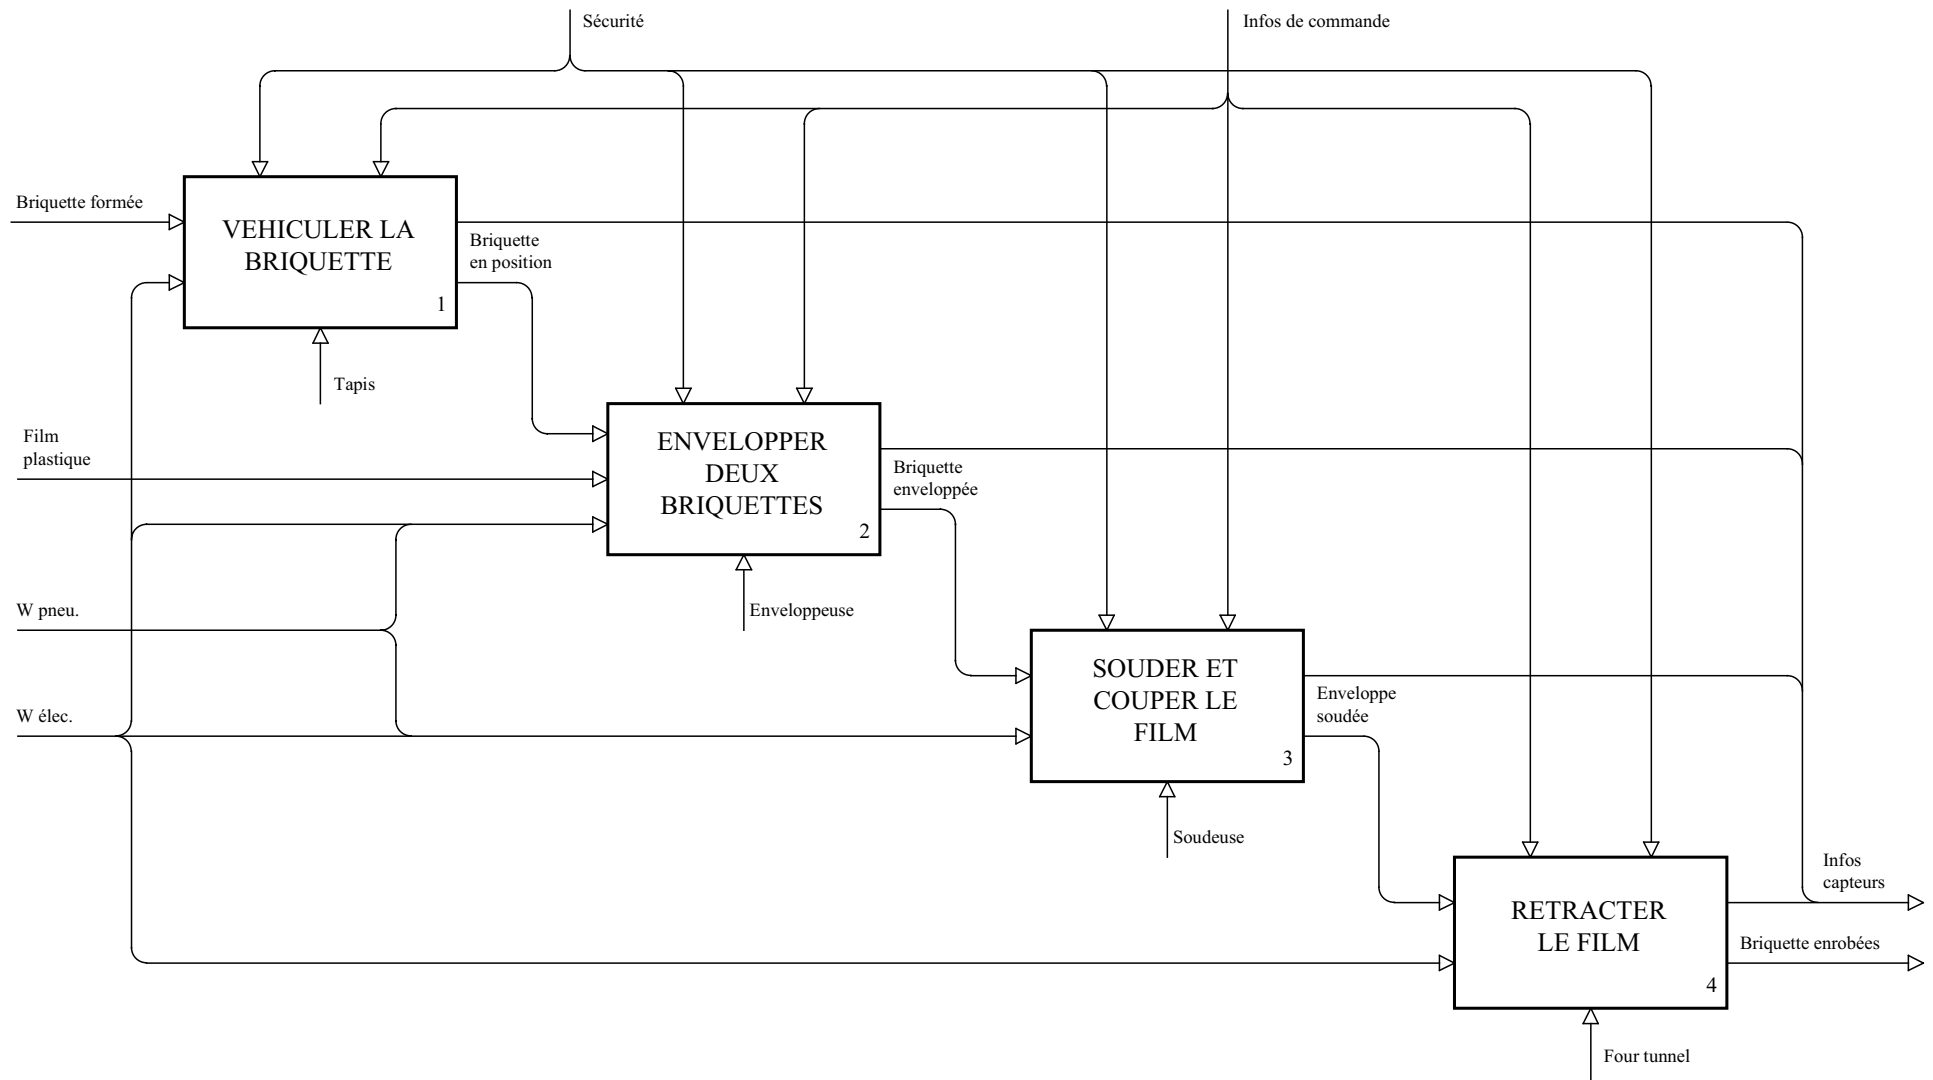 Sécurité
Infos de commande
Briquette formée
VEHICULER LA
BRIQUETTE
1
Briquette
en position
Tapis
Film
plastique
ENVELOPPER
DEUX
BRIQUETTES
2
Briquette
enveloppée
Enveloppeuse
W pneu.
W élec.
SOUDER ET
COUPER LE
FILM
3
Enveloppe
soudée
Soudeuse
RETRACTER
LE FILM
4
Infos
capteurs
Briquette enrobées
Four tunnel